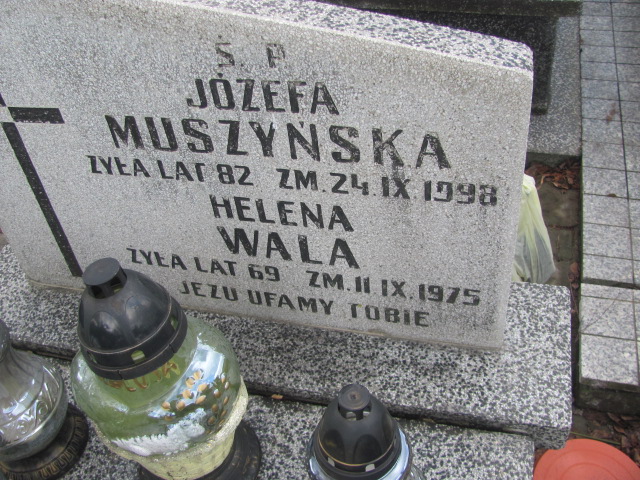 Ś. P.
JÓZEFA
MUSZYŃSKA
ŻYŁA LAT 82 ZM. 24. IX. 1998
HELENA
WALA
ŻYŁA LAT 69 ZM. 11 IX. 1975
JEZU UFAMY TOBIE